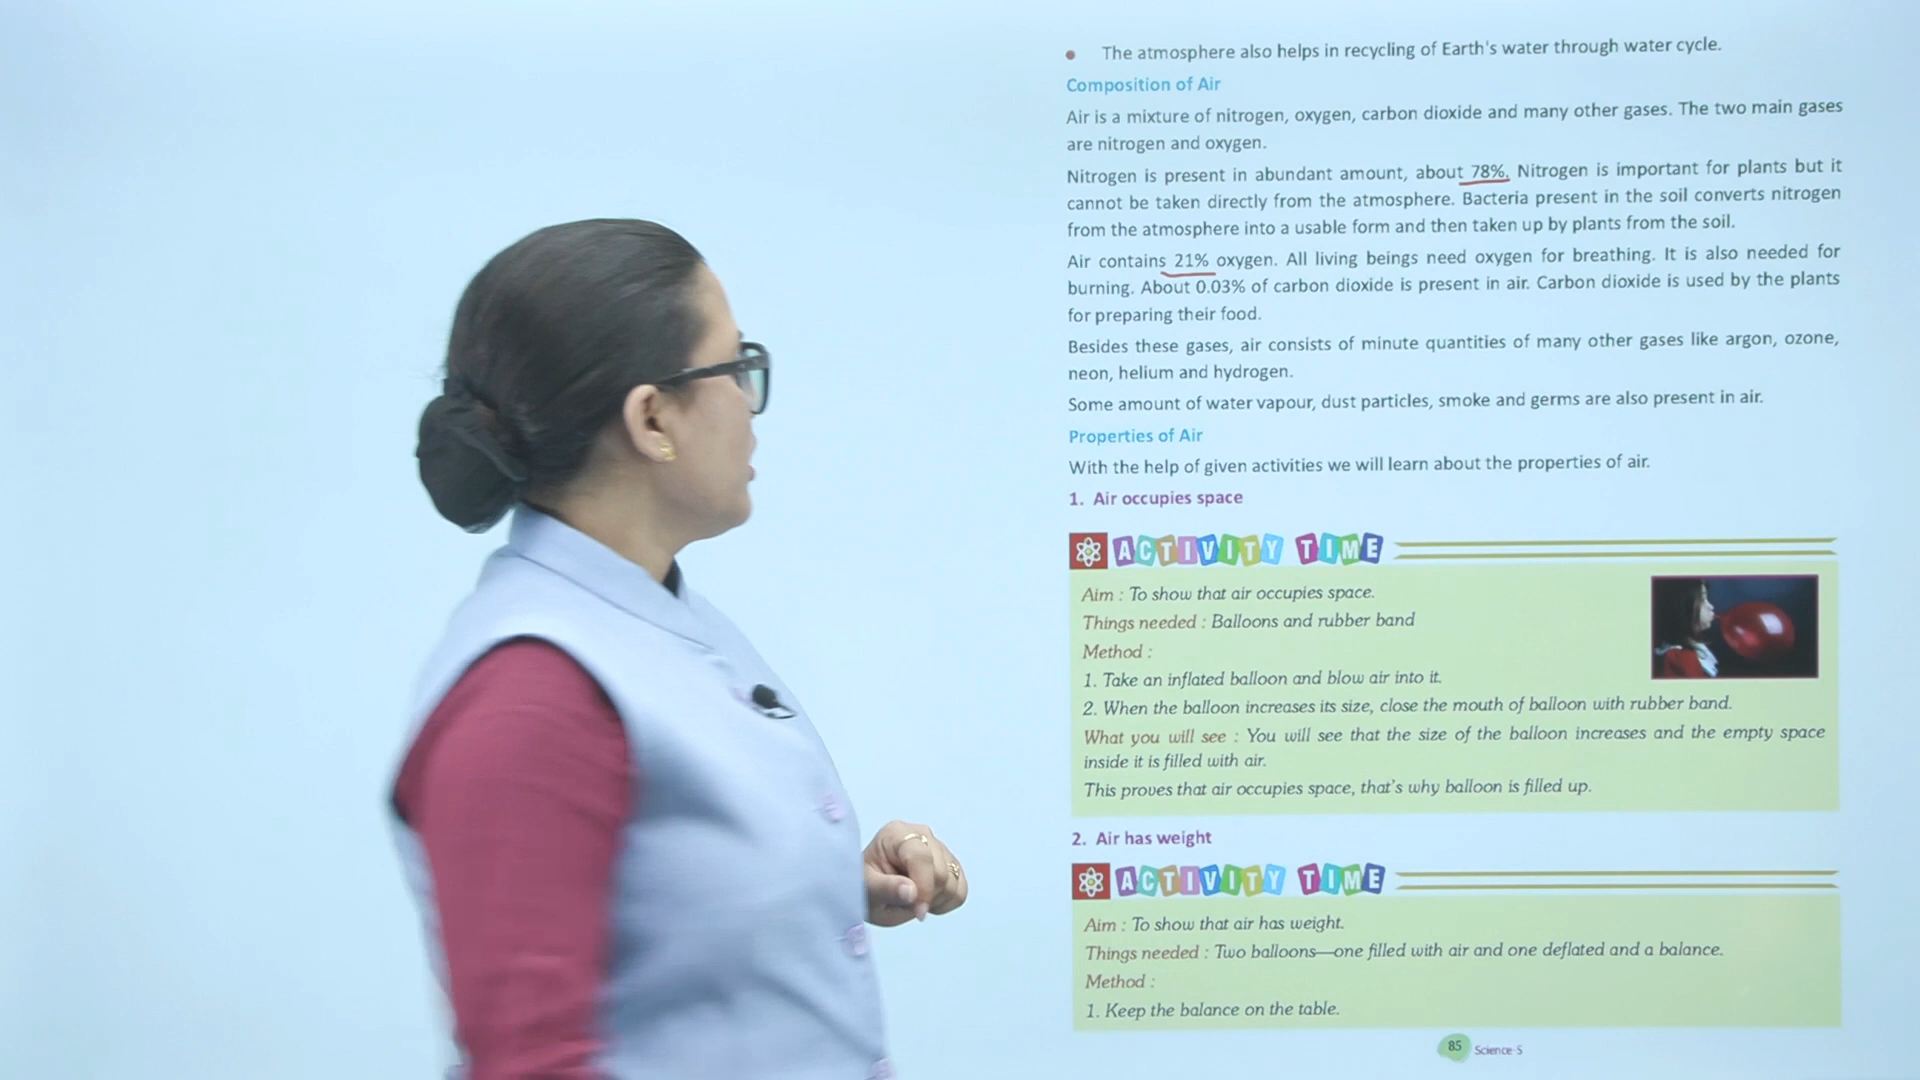 The atmosphere also helps in recycling of Earth's water through water cycle.
Composition of Air
Air is a mixture of nitrogen, oxygen, carbon dioxide and many other gases. The two main gases
are nitrogen and oxygen.
Nitrogen is present in abundant amount, about 78%. Nitrogen is important for plants but it
cannot be taken directly from the atmosphere. Bacteria present in the soil converts nitrogen
from the atmosphere into a usable form and then taken up by plants from the soil.
Air contains 21% oxygen. All living beings need oxygen for breathing. It is also needed for
burning. About 0.03% of carbon dioxide is present in air. Carbon dioxide is used by the plants
for preparing their food.
Besides these gases, air consists of minute quantities of many other gases like argon, ozone,
neon, helium and hydrogen.
Some amount of water vapour, dust particles, smoke and germs are also present in air.
Properties of Air
With the help of given activities we will learn about the properties of air.
1. Air occupies space
ACTIVITY TIME
Aim : To show that air occupies space.
Things needed : Balloons and rubber band
Method :
1. Take an inflated balloon and blow air into it.
2. When the balloon increases its size, close the mouth of balloon with rubber band.
What you will see : You will see that the size of the balloon increases and the empty space
inside it is filled with air.
This proves that air occupies space, that's why balloon is filled up.
2. Air has weight
ACTIVITY TIME
Aim : To show that air has weight.
Things needed : Two balloons—one filled with air and one deflated and a balance.
Method :
1. Keep the balance on the table.
85 Science-5